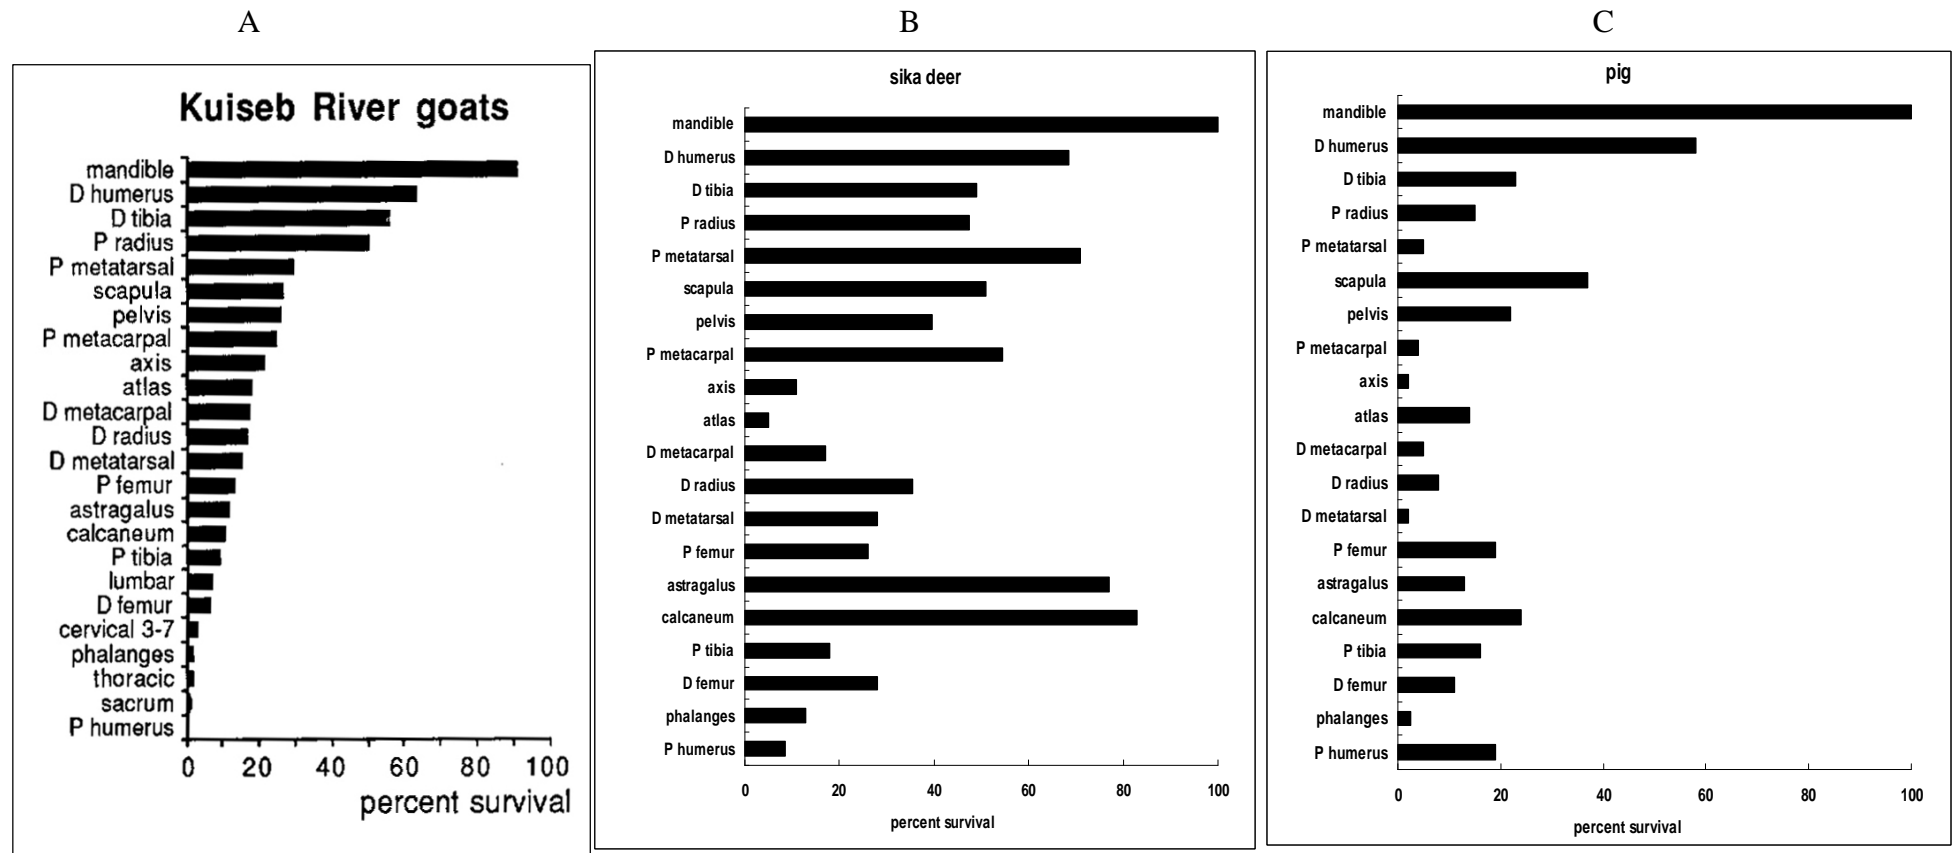 A
B
C
Kuiseb River goats
mandible
D humerus
D tibia
P radius
P metatarsal
scapula
pelvis
P metacarpal
axis
atlas
D metacarpal
D radius
D metatarsal
P femur
astragalus
calcaneum
P tibia
lumbar
D femur
cervical 3-7
phalanges
thoracic
sacrum
P humerus
0 20 40 60 80 100
percent survival
sika deer
mandible
D humerus
D tibia
P radius
P metatarsal
scapula
pelvis
P metacarpal
axis
atlas
D metacarpal
D radius
D metatarsal
P femur
astragalus
calcaneum
P tibia
D femur
phalanges
P humerus
0 20 40 60 80 100
percent survival
pig
mandible
D humerus
D tibia
P radius
P metatarsal
scapula
pelvis
P metacarpal
axis
atlas
D metacarpal
D radius
D metatarsal
P femur
astragalus
calcaneum
P tibia
D femur
phalanges
P humerus
0 20 40 60 80 100
percent survival